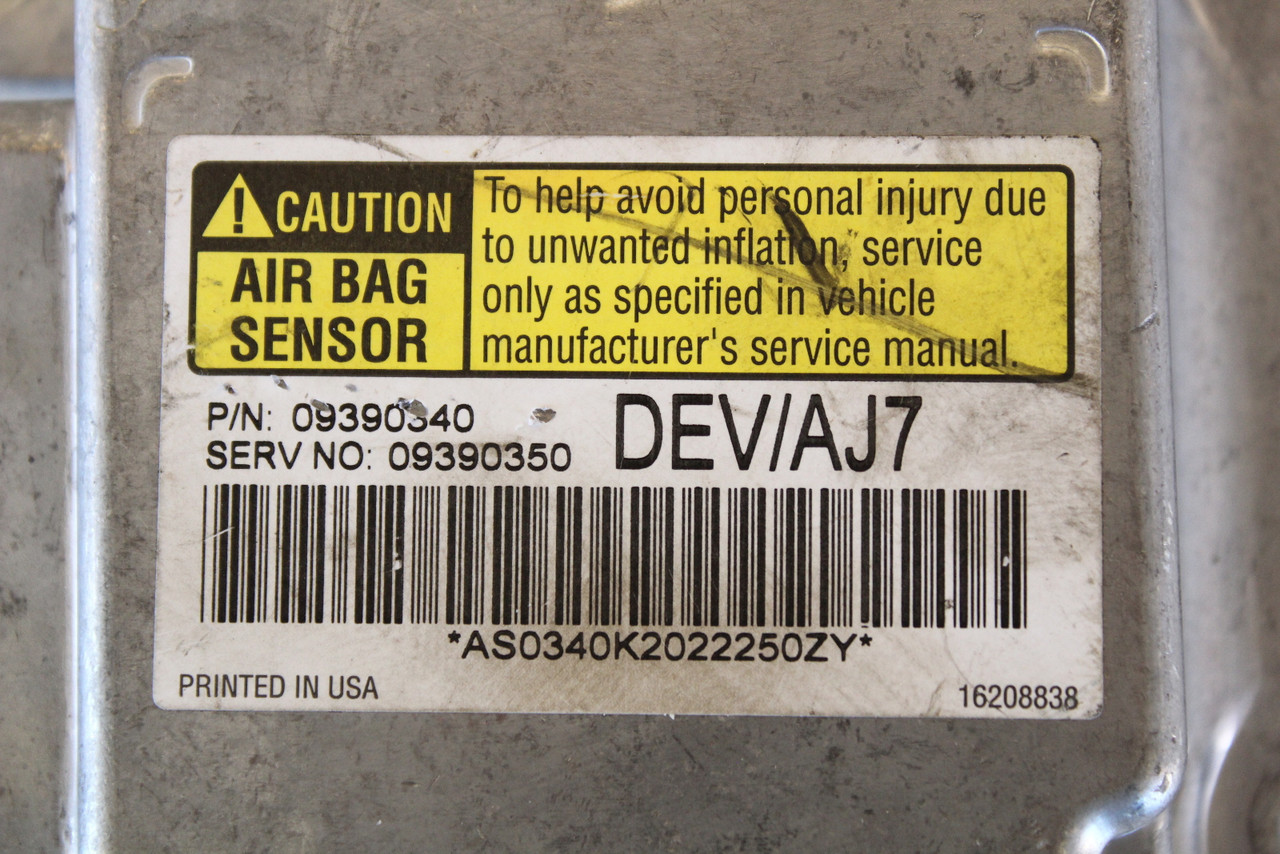 CAUTION
AIR BAG
SENSOR
To help avoid personal injury due
to unwanted inflation, service
only as specified in vehicle
manufacturer's service manual.
P/N: 09390340
SERV NO: 09390350
DEV/AJ7
*AS0340K2022250ZY*
PRINTED IN USA
16208838